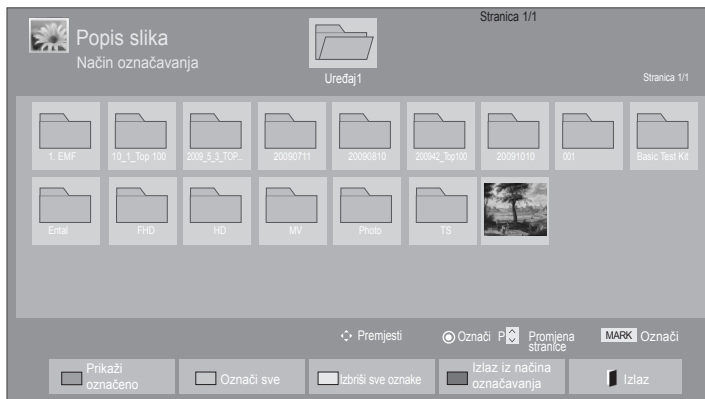 Stranica 1/1
Popis slika
Način označavanja
Uređaj1
Stranica 1/1
1. EMF
10_1_Top 100
2009_5_3_TOP...
20090711
20090810
200942_Top100
20091010
001
Basic Test Kit
Ental
FHD
HD
MV
Photo
TS
Premjesti
Označi
P
Promjena
stranice
MARK Označi
Prikaži
označeno
Označi sve
Izbriši sve oznake
Izlaz iz načina
označavanja
Izlaz